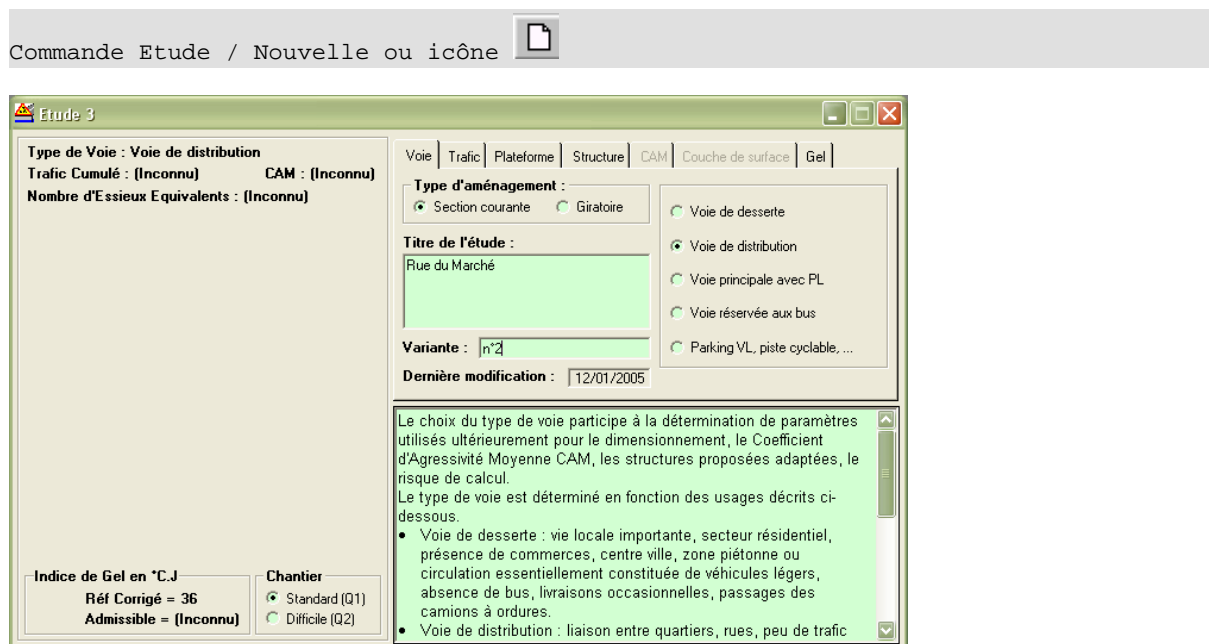 Commande Etude / Nouvelle ou icône
Etude 3
Type de Voie : Voie de distribution
Trafic Cumulé : (Inconnu) CAM : (Inconnu)
Nombre d'Essieux Equivalents : (Inconnu)
Indice de Gel en °C.J
Réf Corrigé = 36
Admissible = (Inconnu)
Chantier
Standard (Q1)
Difficile (Q2)
Voie Trafic Plateforme Structure CAM Couche de surface Gel
Type d'aménagement :
Section courante Giratoire
Titre de l'étude :
Rue du Marché
Variante : n°2
Dernière modification : 12/01/2005
Voie de desserte
Voie de distribution
Voie principale avec PL
Voie réservée aux bus
Parking VL, piste cyclable, ...
Le choix du type de voie participe à la détermination de paramètres
utilisés ultérieurement pour le dimensionnement, le Coefficient
d'Agressivité Moyenne CAM, les structures proposées adaptées, le
risque de calcul.
Le type de voie est déterminé en fonction des usages décrits ci-
dessous.
• Voie de desserte : vie locale importante, secteur résidentiel,
présence de commerces, centre ville, zone piétonne ou
circulation essentiellement constituée de véhicules légers,
absence de bus, livraisons occasionnelles, passages des
camions à ordures.
• Voie de distribution : liaison entre quartiers, rues, peu de trafic